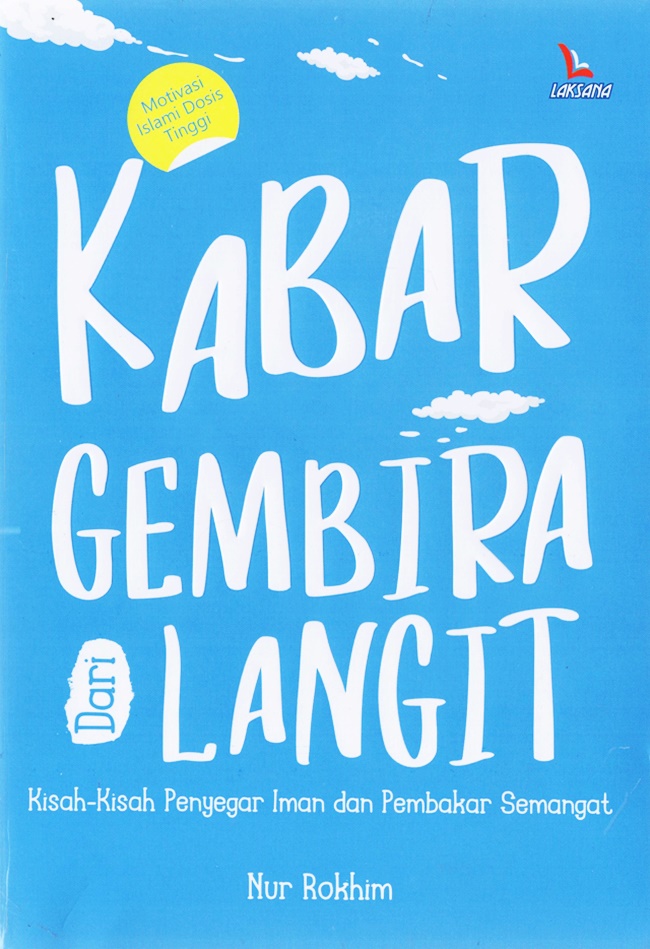 LAKSANA
Motivasi
Islami Dosis
Tinggi
KABAR
GEMBIRA
Dari LANGIT
Kisah-Kisah Penyegar Iman dan Pembakar Semangat
Nur Rokhim